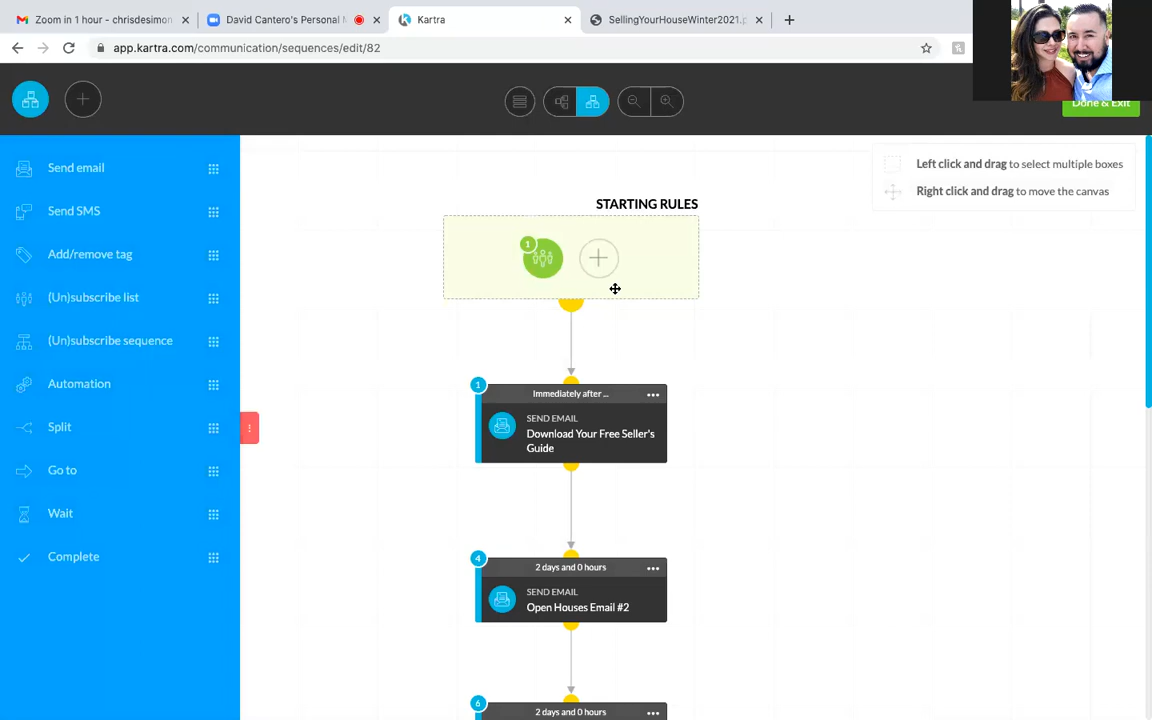 Zoom in 1 hour - chrisdesimon
David Cantero's Personal M
Kartra
SellingYourHouseWinter2021.p
app.kartra.com/communication/sequences/edit/82
Done & Exit
Send email
Send SMS
Add/remove tag
(Un)subscribe list
(Un)subscribe sequence
Automation
Split
Go to
Wait
Complete
Left click and drag to select multiple boxes
Right click and drag to move the canvas
STARTING RULES
1
1
Immediately after ...
SEND EMAIL
Download Your Free Seller's
Guide
4
2 days and 0 hours
SEND EMAIL
Open Houses Email #2
6
2 days and 0 hours